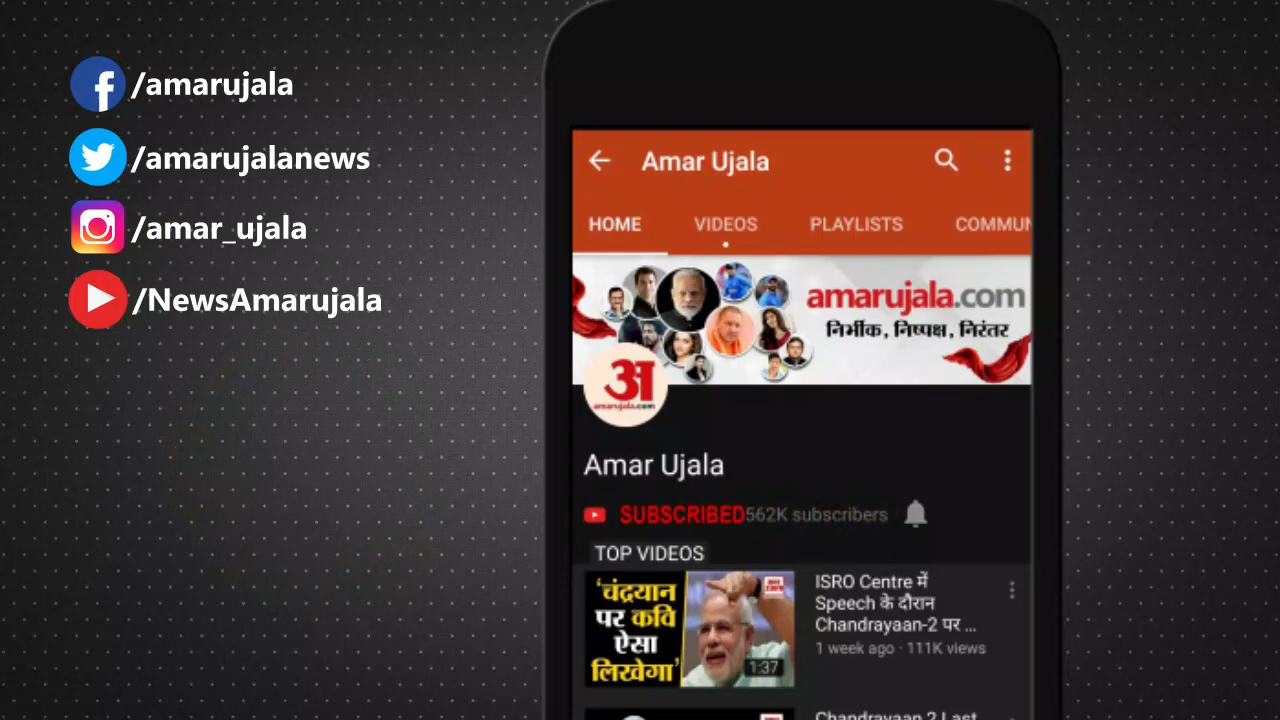 /amarujala
/amarujalanews
/amar_ujala
/NewsAmarujala
Amar Ujala
HOME VIDEOS PLAYLISTS COMMUN
amarujala.com
निर्भीक, निष्पक्ष, निरंतर
अ
amarujala.com
Amar Ujala
SUBSCRIBED 562K subscribers
TOP VIDEOS
'चंद्रयान
पर कवि
ऐसा
लिखेगा'
1:37
ISRO Centre में
Speech के दौरान
Chandrayaan-2 पर ...
1 week ago · 111K views
Chandrayaan 2 Last